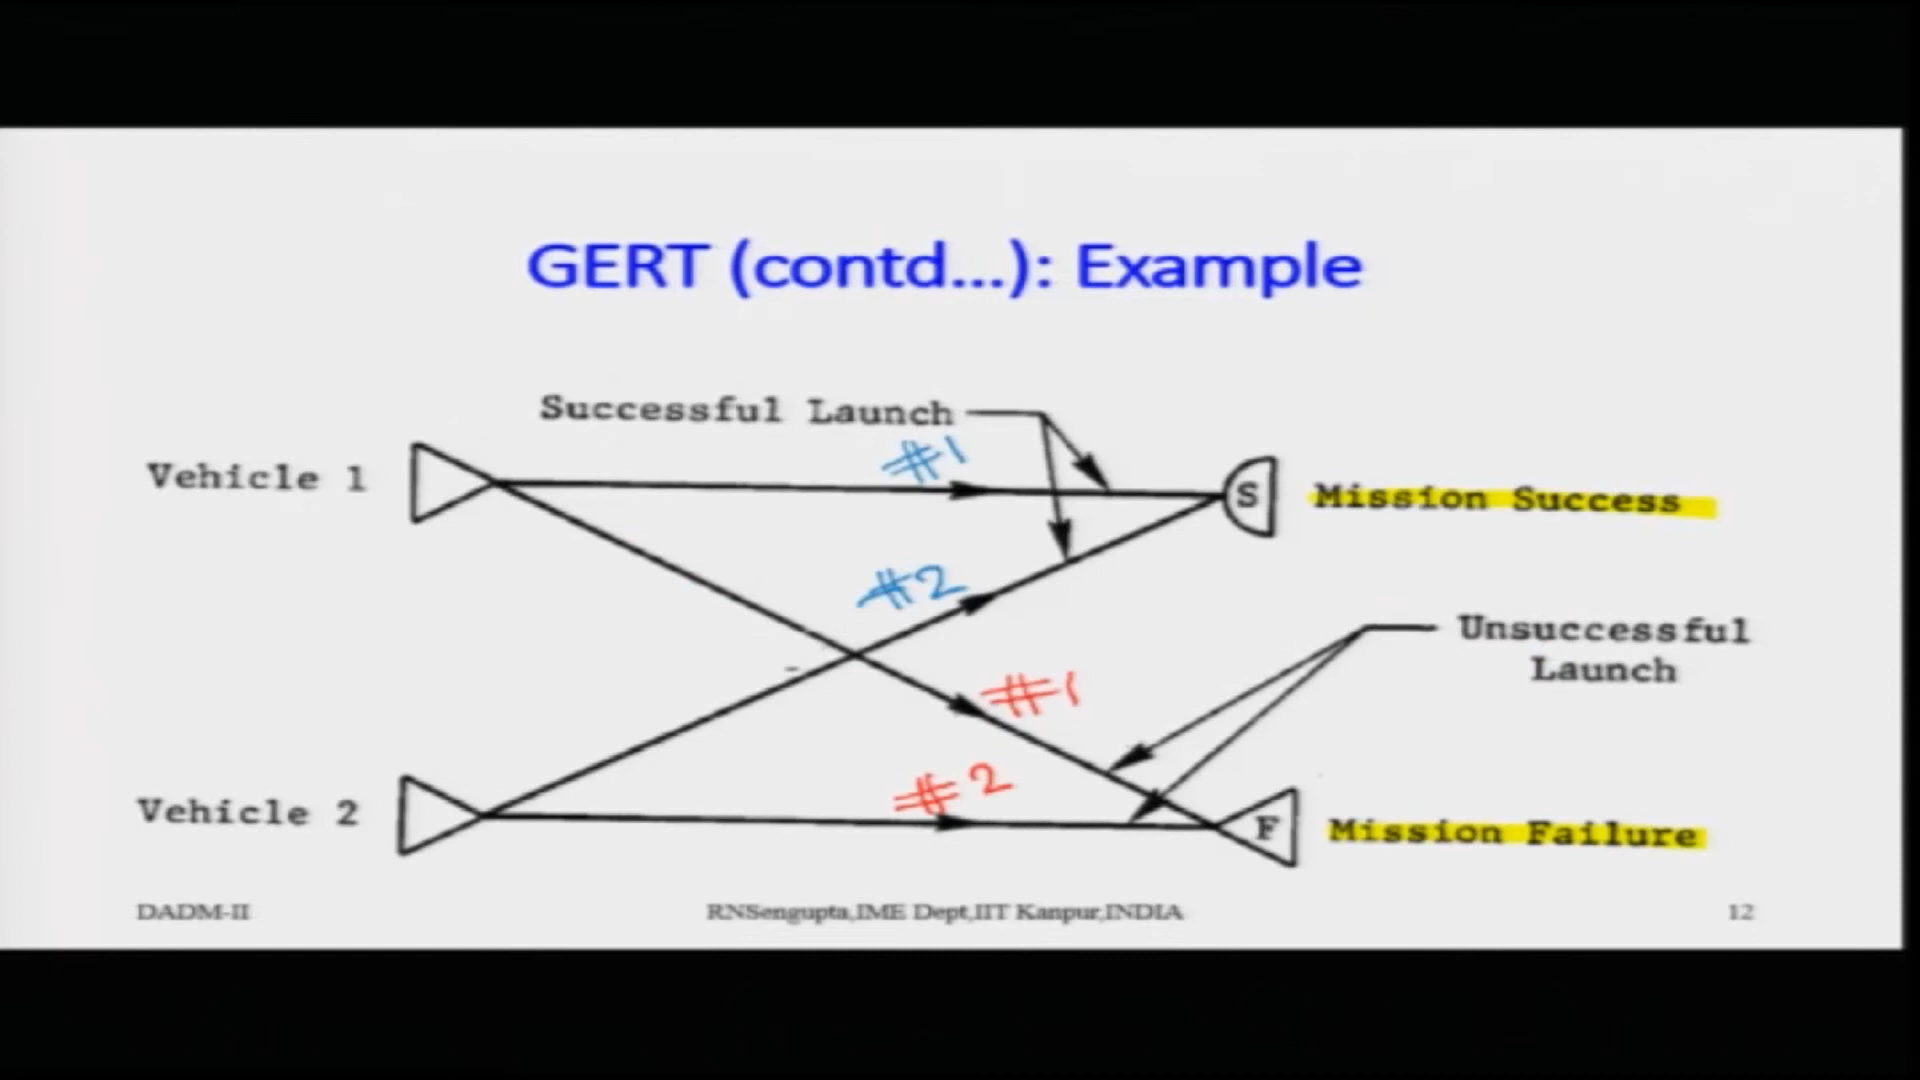 GERT (contd...): Example
Successful Launch
#1
Vehicle 1
S
Mission Success
#2
Unsuccessful
Launch
#1
#2
Vehicle 2
F
Mission Failure
DADM-II
RNSengupta,IME Dept,IIT Kanpur,INDIA
12